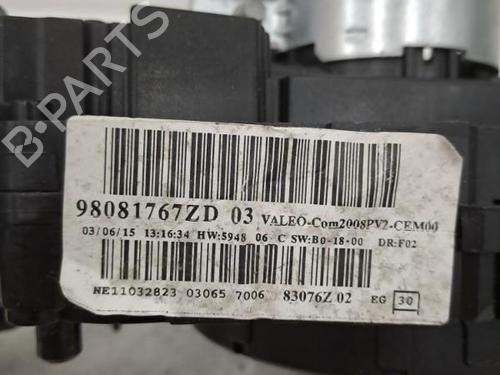 B-PARTS
98081767ZD 03 VALEO-Com2008PV2-CEM00
03/06/15 13:16:34 HW:5948 06 C SW:B0-18-00 DR:F02
NE11032823 03065 7006 83076Z 02 EG 30